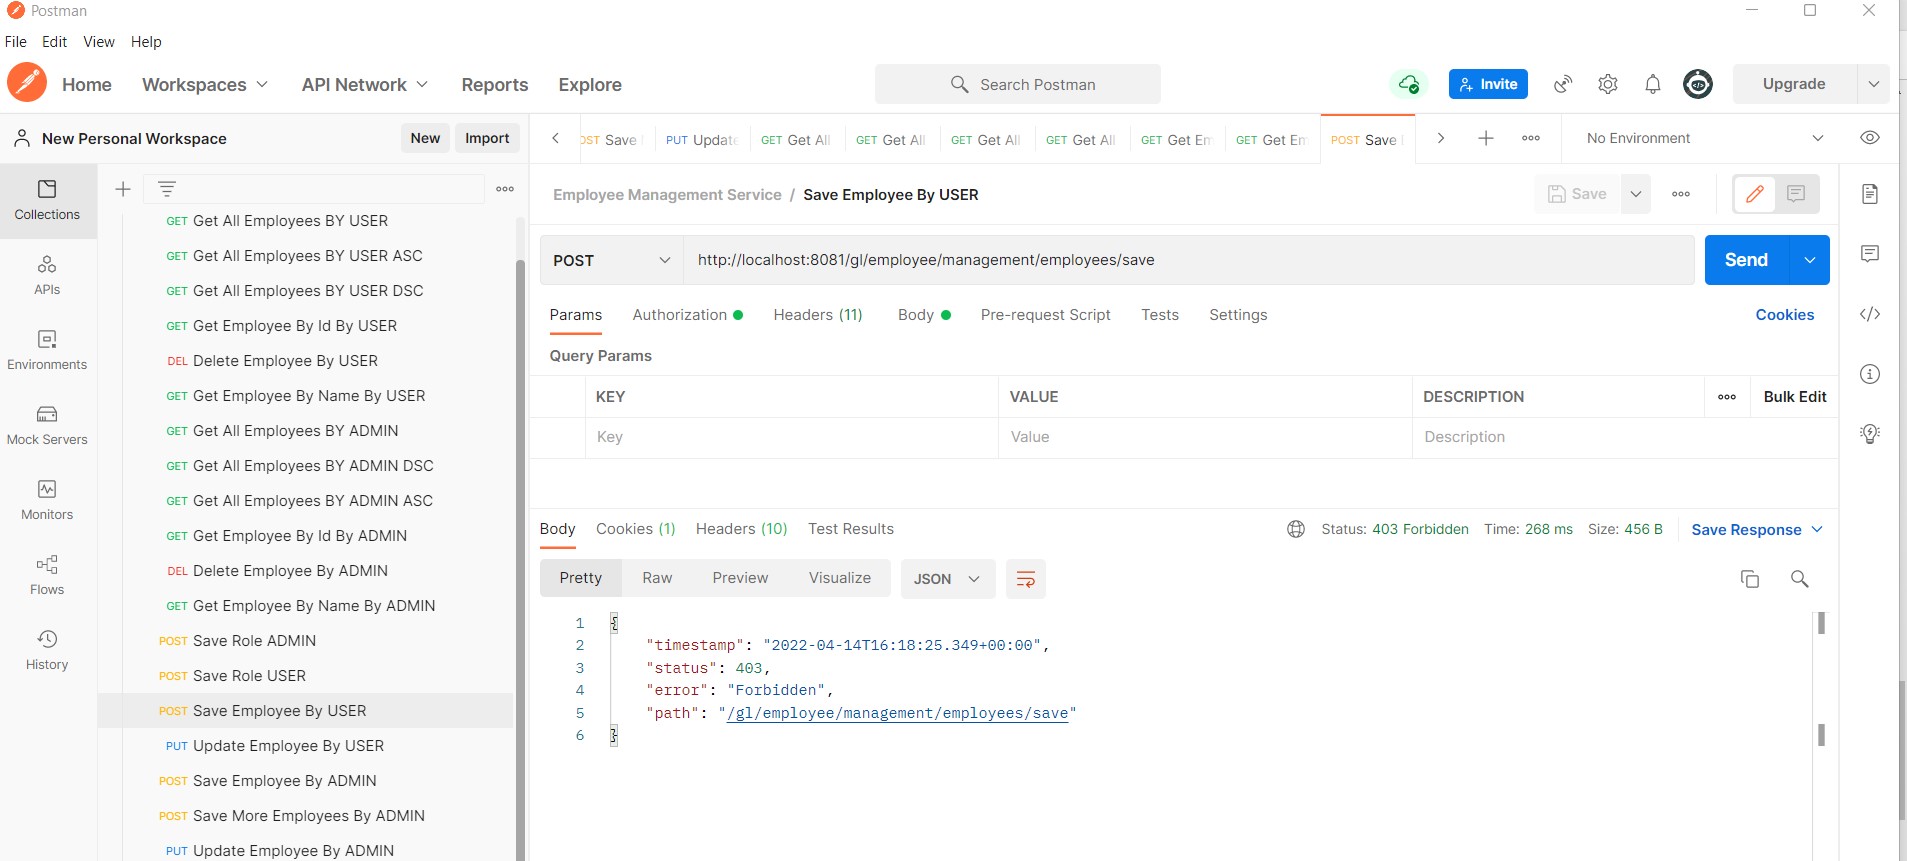 Postman
File Edit View Help
Home Workspaces API Network Reports Explore Search Postman Invite Upgrade
New Personal Workspace New Import
OST Save PUT Update GET Get All GET Get All GET Get All GET Get All GET Get Em GET Get Em POST Save No Environment
Collections
APIs
Environments
Mock Servers
Monitors
Flows
History
GET Get All Employees BY USER
GET Get All Employees BY USER ASC
GET Get All Employees BY USER DSC
GET Get Employee By Id By USER
DEL Delete Employee By USER
GET Get Employee By Name By USER
GET Get All Employees BY ADMIN
GET Get All Employees BY ADMIN DSC
GET Get All Employees BY ADMIN ASC
GET Get Employee By Id By ADMIN
DEL Delete Employee By ADMIN
GET Get Employee By Name By ADMIN
POST Save Role ADMIN
POST Save Role USER
POST Save Employee By USER
PUT Update Employee By USER
POST Save Employee By ADMIN
POST Save More Employees By ADMIN
PUT Update Employee By ADMIN
Employee Management Service / Save Employee By USER Save
POST http://localhost:8081/gl/employee/management/employees/save Send
Params Authorization Headers (11) Body Pre-request Script Tests Settings Cookies
Query Params
KEY VALUE DESCRIPTION Bulk Edit
Key Value Description
Body Cookies (1) Headers (10) Test Results Status: 403 Forbidden Time: 268 ms Size: 456 B Save Response
Pretty Raw Preview Visualize JSON
1 {
2 "timestamp": "2022-04-14T16:18:25.349+00:00",
3 "status": 403,
4 "error": "Forbidden",
5 "path": "/gl/employee/management/employees/save"
6 }